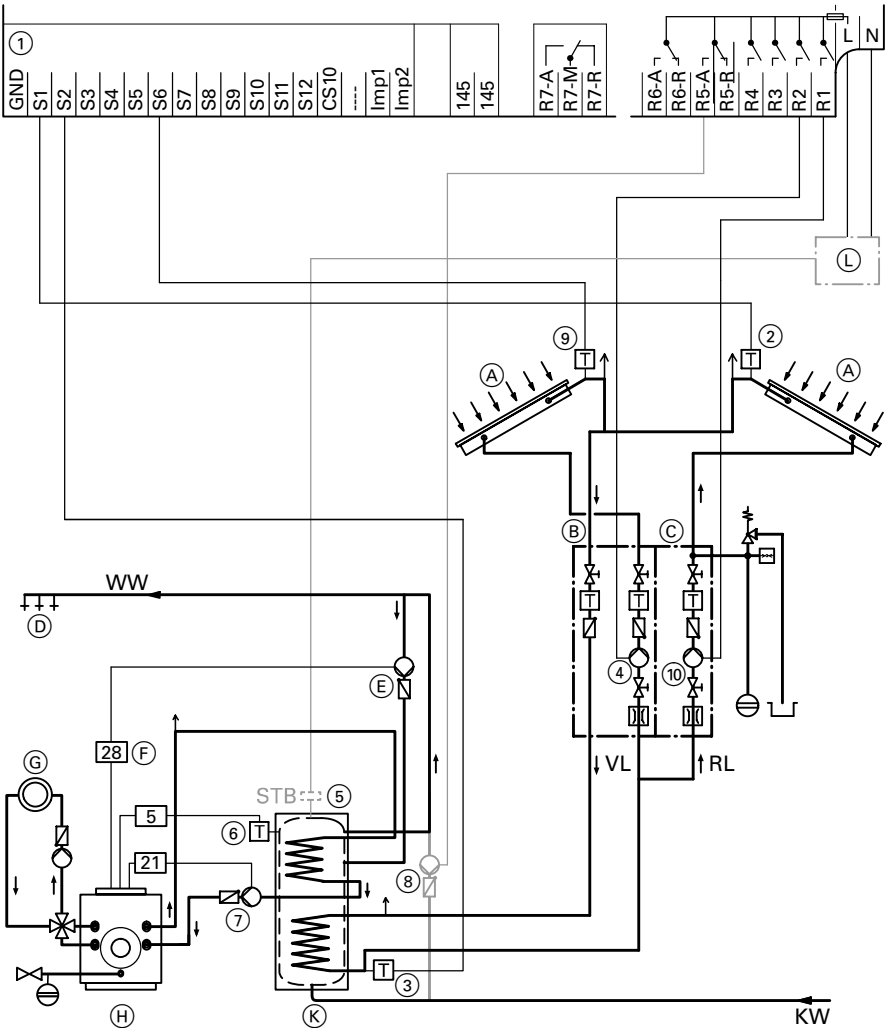 1
GND S1 S2 S3 S4 S5 S6 S7 S8 S9 S10 S11 S12 CS10 ---- Imp1 Imp2 145 145
R7-A R7-M R7-R
R6-A R6-R R5-A R5-R R4 R3 R2 R1
L N
L
9
T
2
T
A
A
B
C
WW
D
T
T
T
E
4
10
28
F
G
VL
RL
STB
5
5
6
T
21
8
7
T
3
H
K
KW